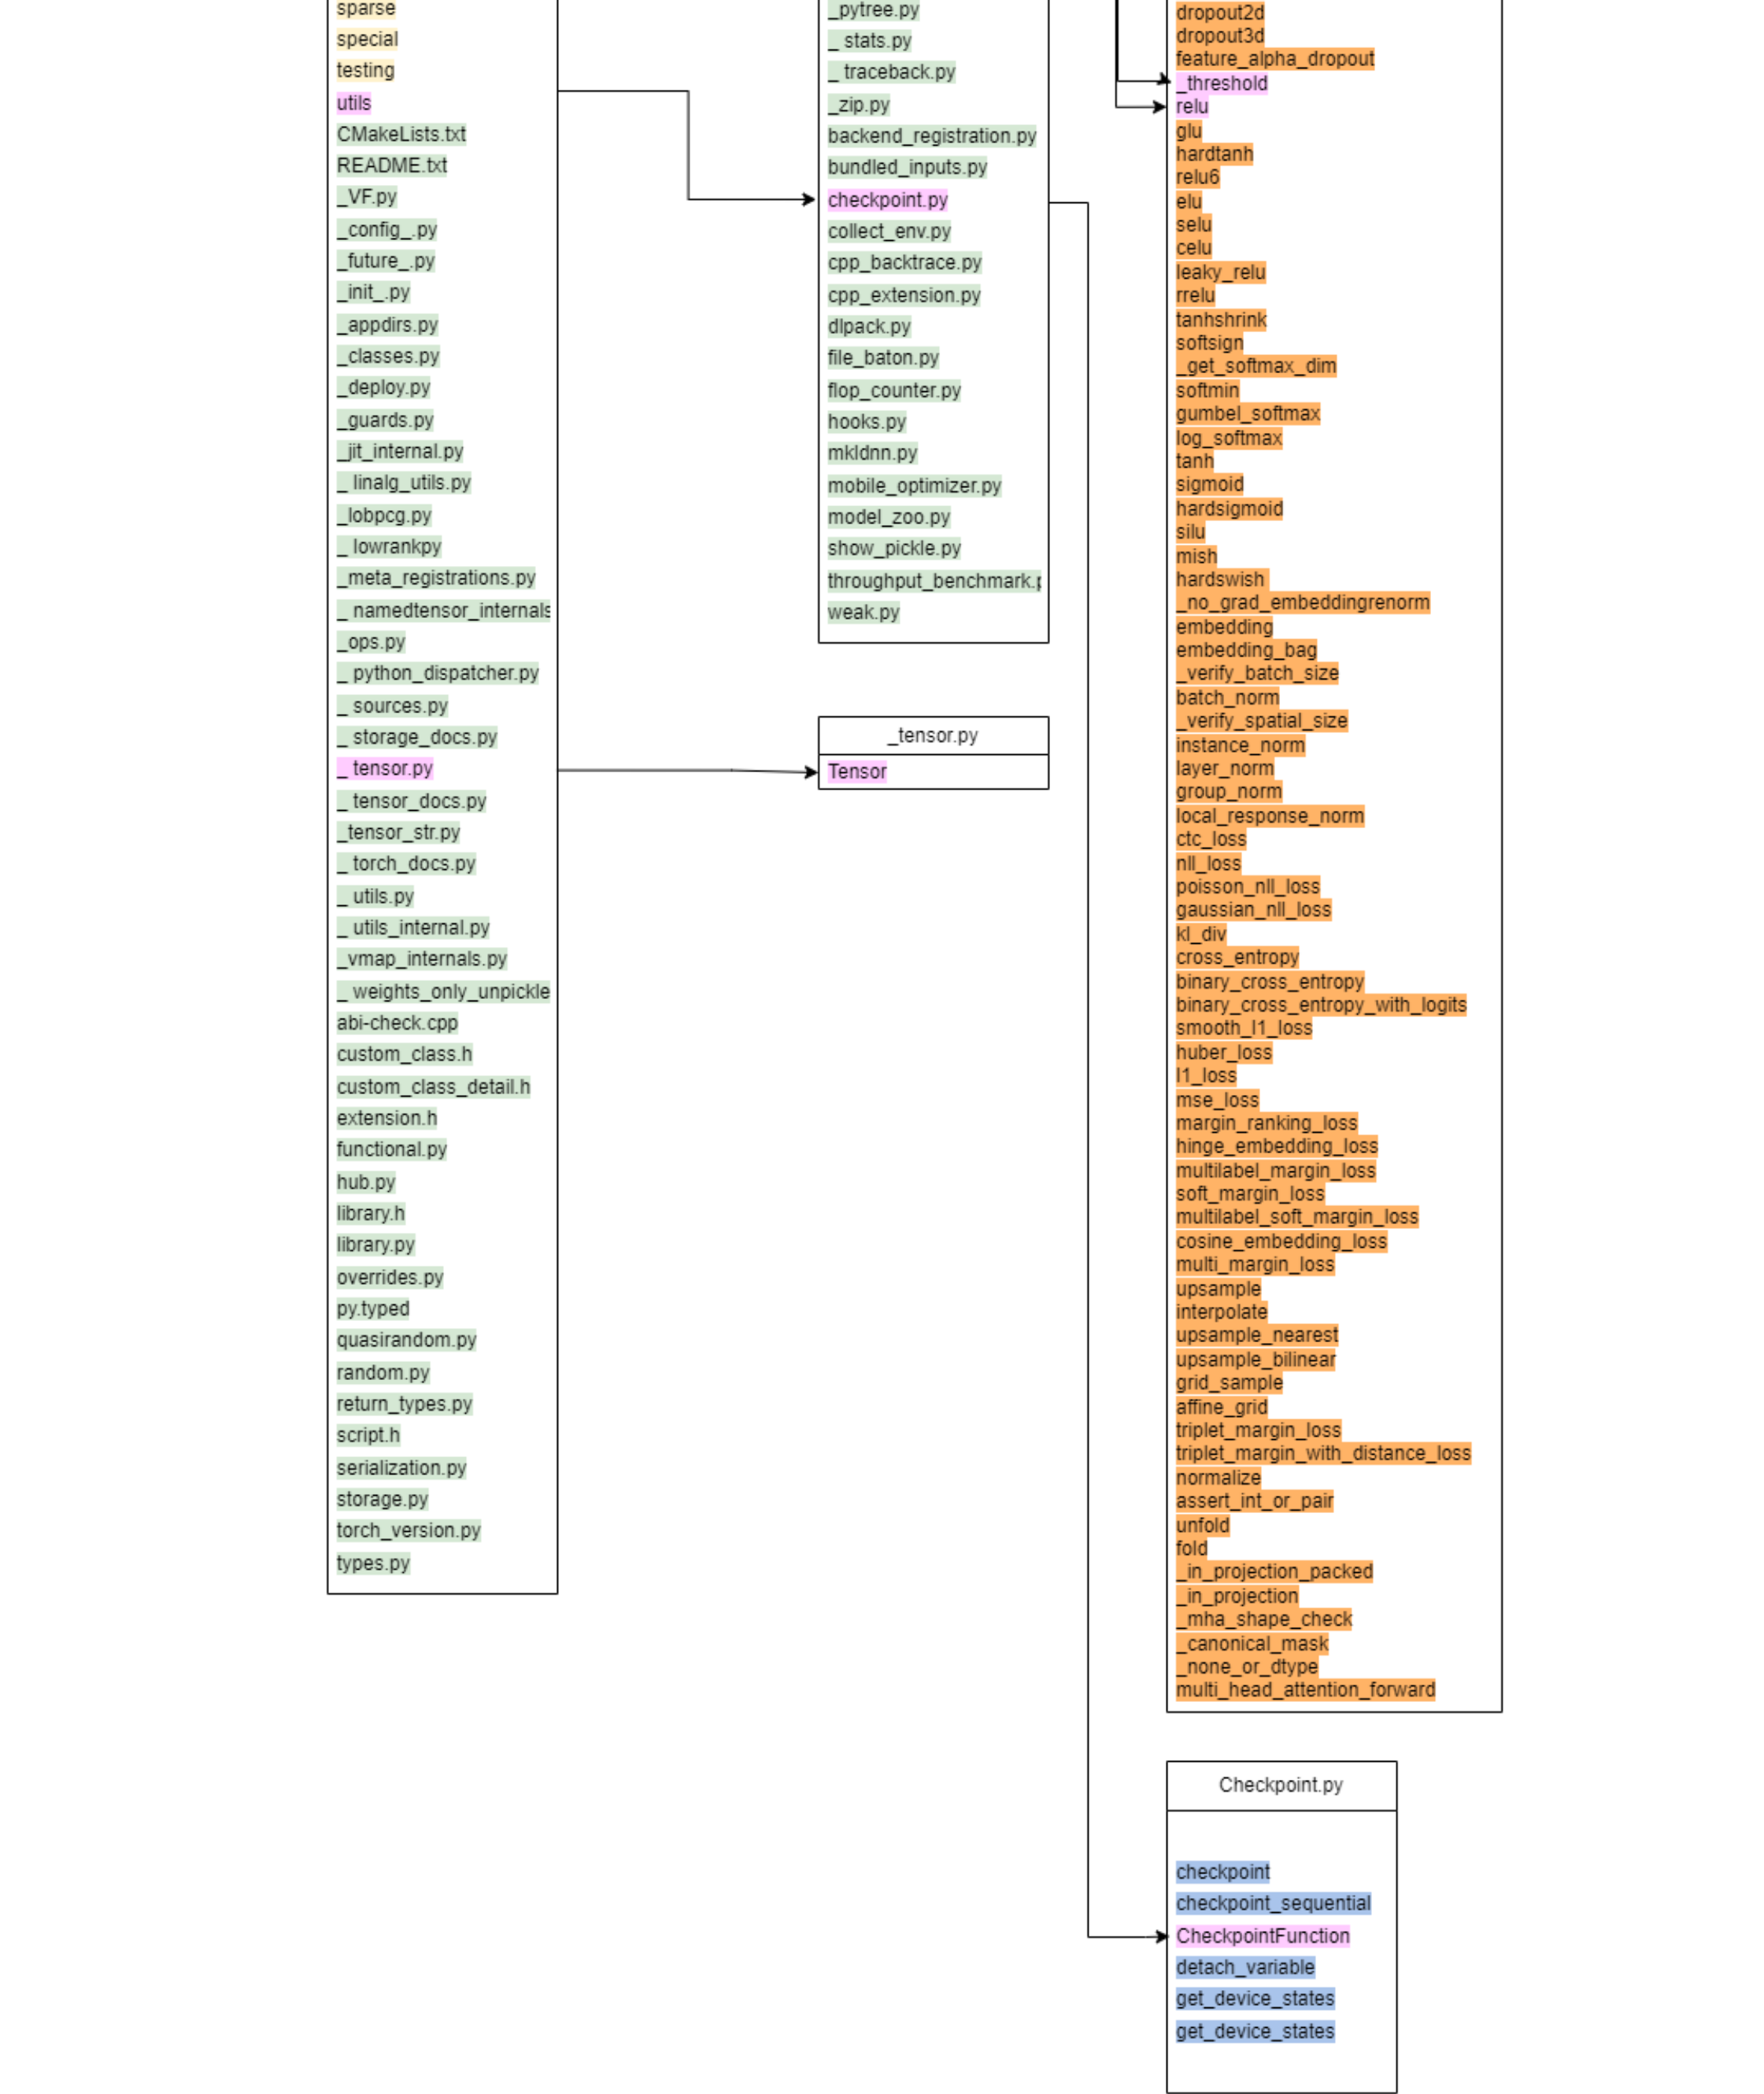 sparse
special
testing
utils
CMakeLists.txt
README.txt
_VF.py
_config_.py
_future_.py
_init_.py
_appdirs.py
_classes.py
_deploy.py
_guards.py
_jit_internal.py
_ linalg_utils.py
_lobpcg.py
_ lowrankpy
_meta_registrations.py
_ namedtensor_internals
_ops.py
_ python_dispatcher.py
_ sources.py
_ storage_docs.py
_ tensor.py
_ tensor_docs.py
_tensor_str.py
_ torch_docs.py
_ utils.py
_ utils_internal.py
_vmap_internals.py
_ weights_only_unpickle
abi-check.cpp
custom_class.h
custom_class_detail.h
extension.h
functional.py
hub.py
library.h
library.py
overrides.py
py.typed
quasirandom.py
random.py
return_types.py
script.h
serialization.py
storage.py
torch_version.py
types.py
_pytree.py
_ stats.py
_ traceback.py
_zip.py
backend_registration.py
bundled_inputs.py
checkpoint.py
collect_env.py
cpp_backtrace.py
cpp_extension.py
dlpack.py
file_baton.py
flop_counter.py
hooks.py
mkldnn.py
mobile_optimizer.py
model_zoo.py
show_pickle.py
throughput_benchmark.p
weak.py
_tensor.py
Tensor
dropout2d
dropout3d
feature_alpha_dropout
_threshold
relu
glu
hardtanh
relu6
elu
selu
celu
leaky_relu
rrelu
tanhshrink
softsign
_get_softmax_dim
softmin
gumbel_softmax
log_softmax
tanh
sigmoid
hardsigmoid
silu
mish
hardswish
_no_grad_embeddingrenorm
embedding
embedding_bag
_verify_batch_size
batch_norm
_verify_spatial_size
instance_norm
layer_norm
group_norm
local_response_norm
ctc_loss
nll_loss
poisson_nll_loss
gaussian_nll_loss
kl_div
cross_entropy
binary_cross_entropy
binary_cross_entropy_with_logits
smooth_l1_loss
huber_loss
l1_loss
mse_loss
margin_ranking_loss
hinge_embedding_loss
multilabel_margin_loss
soft_margin_loss
multilabel_soft_margin_loss
cosine_embedding_loss
multi_margin_loss
upsample
interpolate
upsample_nearest
upsample_bilinear
grid_sample
affine_grid
triplet_margin_loss
triplet_margin_with_distance_loss
normalize
assert_int_or_pair
unfold
fold
_in_projection_packed
_in_projection
_mha_shape_check
_canonical_mask
_none_or_dtype
multi_head_attention_forward
Checkpoint.py
checkpoint
checkpoint_sequential
CheckpointFunction
detach_variable
get_device_states
get_device_states